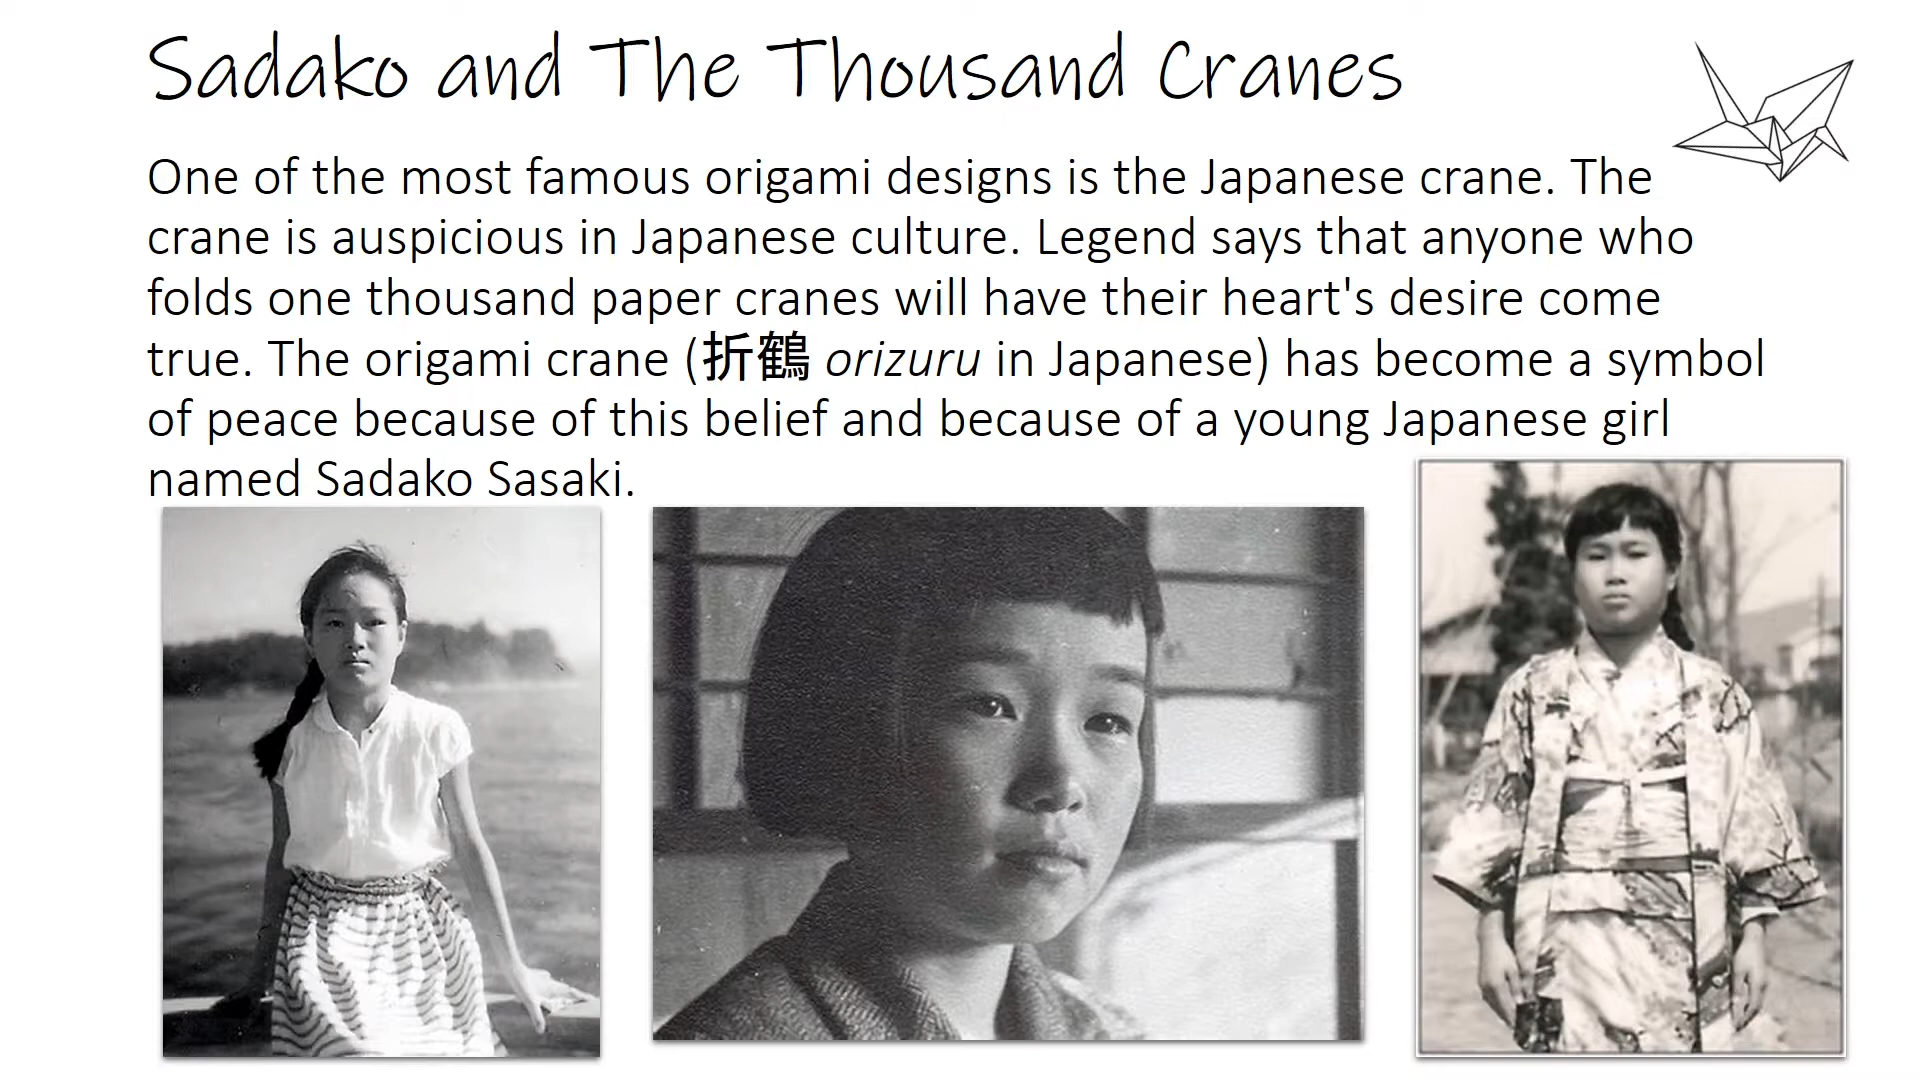 Sadako and The Thousand Cranes
One of the most famous origami designs is the Japanese crane. The
crane is auspicious in Japanese culture. Legend says that anyone who
folds one thousand paper cranes will have their heart's desire come
true. The origami crane (折鶴 orizuru in Japanese) has become a symbol
of peace because of this belief and because of a young Japanese girl
named Sadako Sasaki.